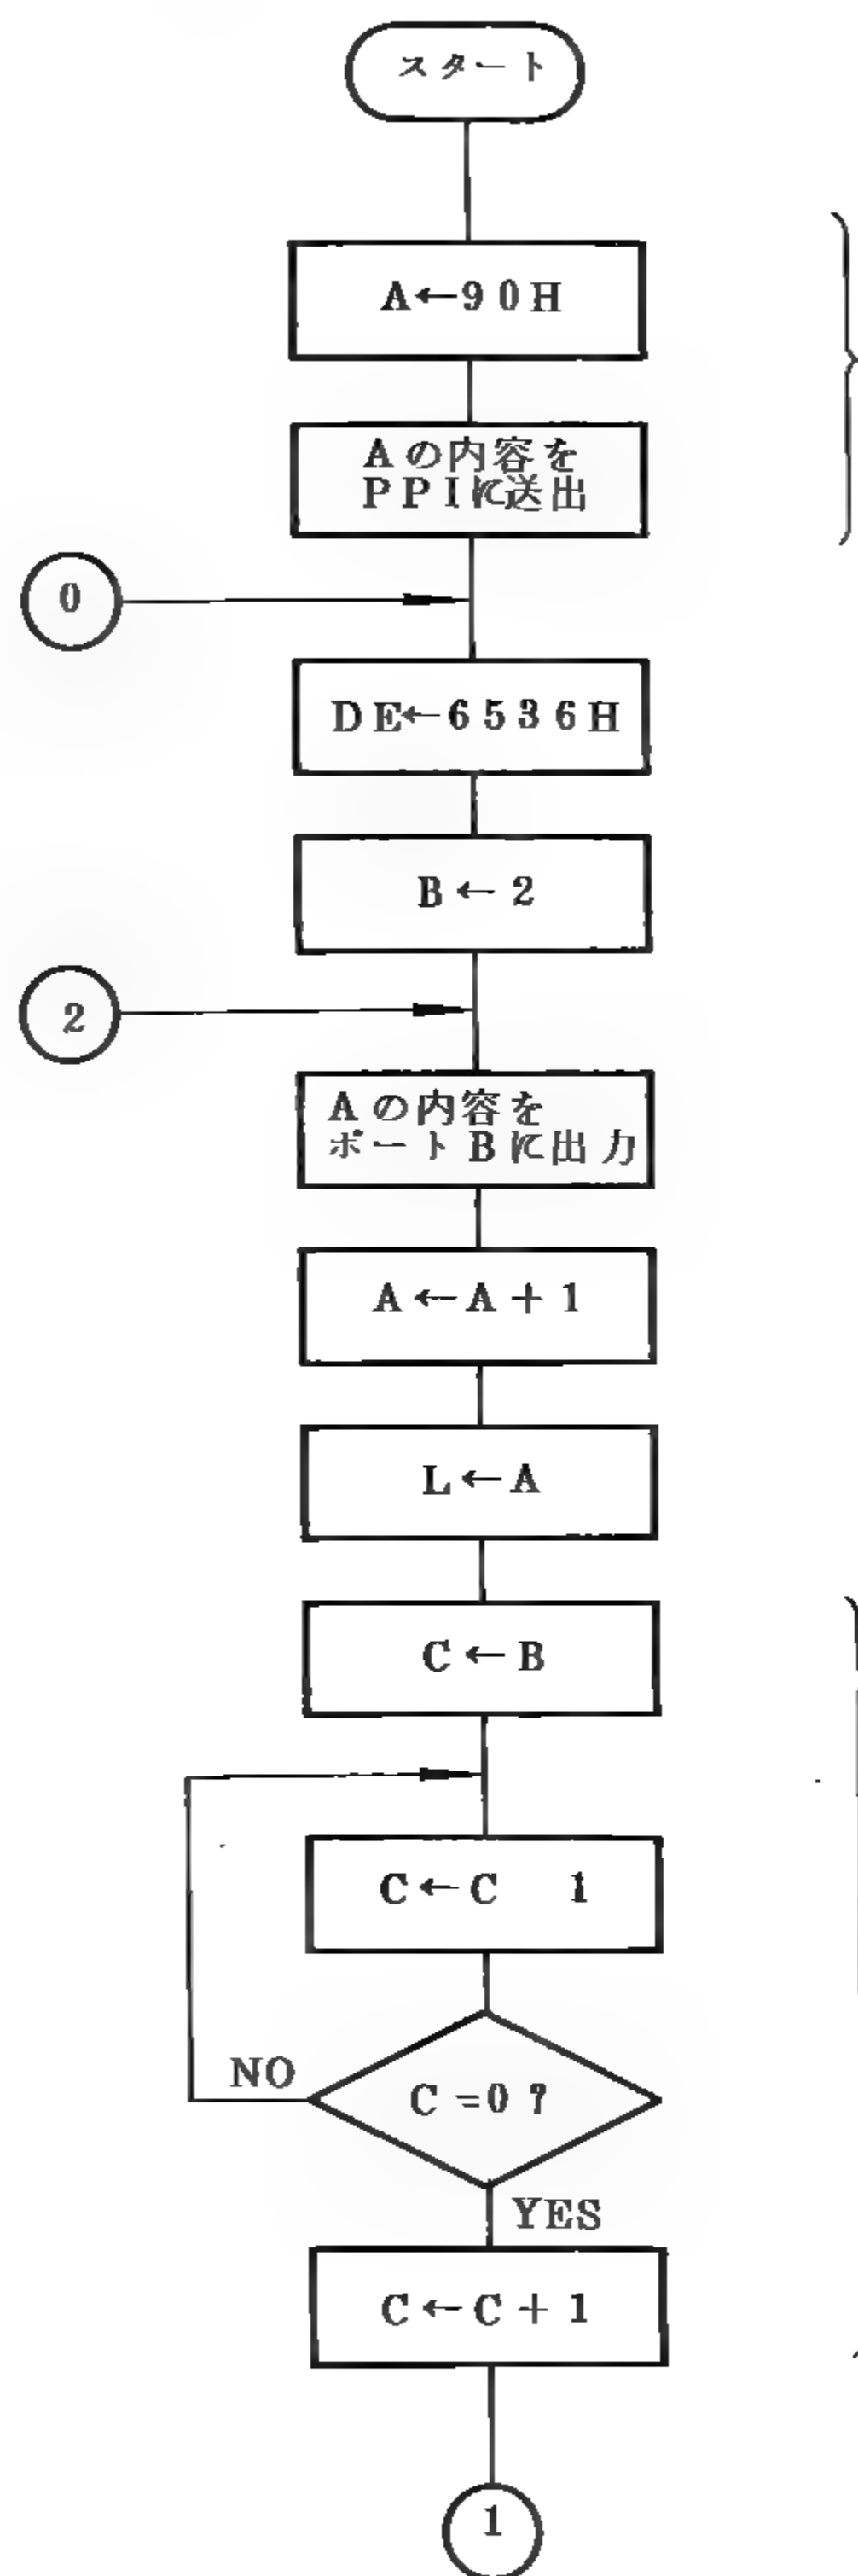 スタート
A←90H
Aの内容を
PPIに送出
0
DE←6536H
B←2
2
Aの内容を
ポートBに出力
A←A+1
L←A
C←B
C←C 1
NO
C=0?
YES
C←C+1
1